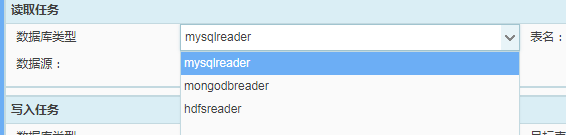 读取任务
数据库类型 mysqlreader 表名：
数据源： mysqlreader
mongodbreader
hdfsreader
写入任务